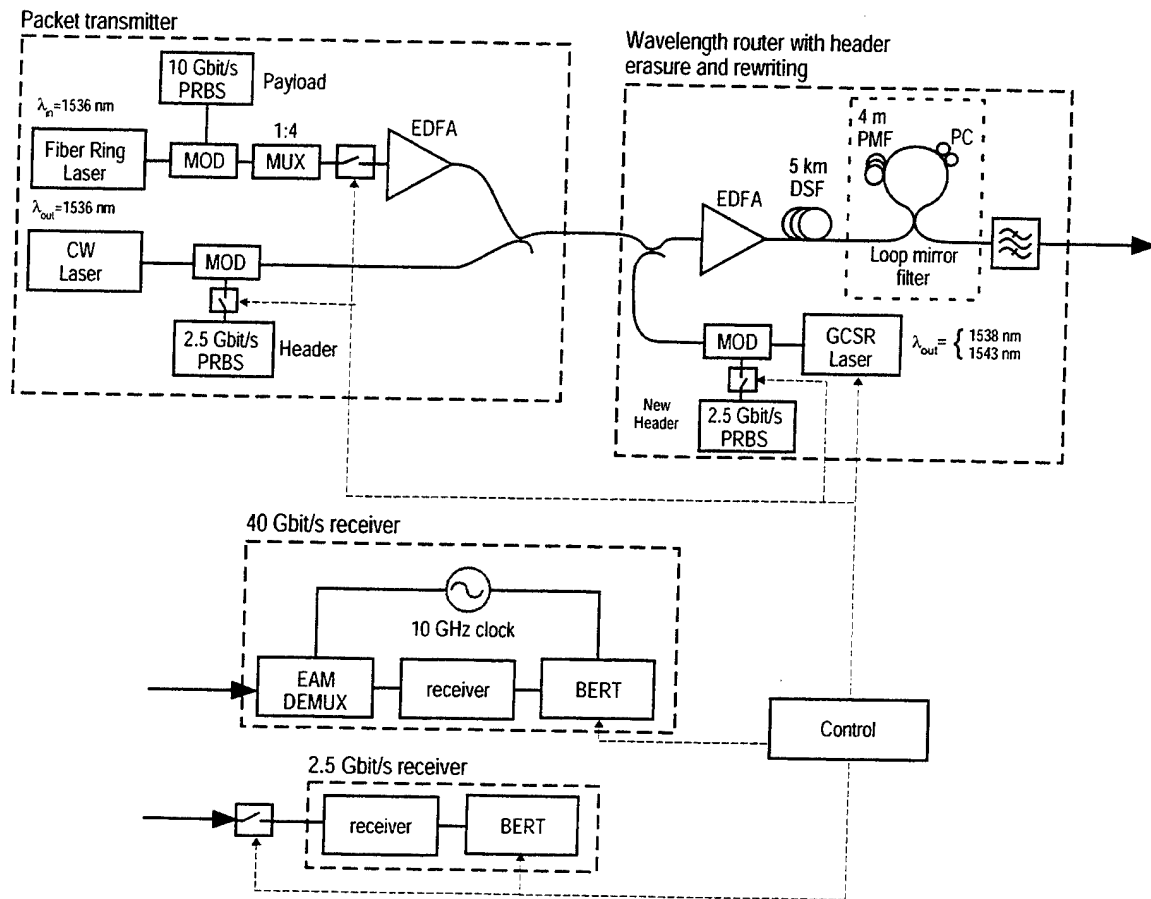 Packet transmitter
10 Gbit/s
PRBS
Payload
λin=1536 nm
Fiber Ring
Laser
MOD
1:4
MUX
EDFA
λout=1536 nm
CW
Laser
MOD
2.5 Gbit/s
PRBS
Header
Wavelength router with header
erasure and rewriting
4 m
PMF
PC
5 km
DSF
EDFA
Loop mirror
filter
MOD
GCSR
Laser
λout= { 1538 nm
1543 nm
New
Header
2.5 Gbit/s
PRBS
40 Gbit/s receiver
10 GHz clock
EAM
DEMUX
receiver
BERT
Control
2.5 Gbit/s receiver
receiver
BERT